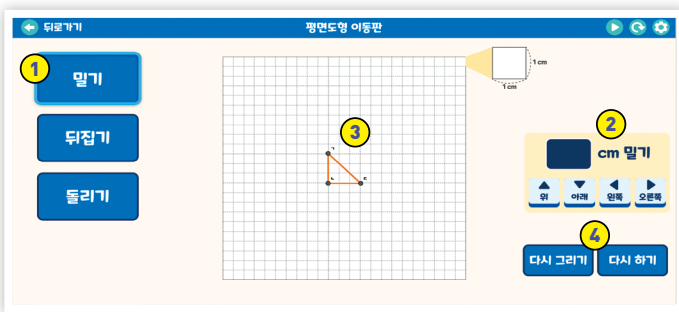 뒤로가기
평면도형 이동판
1
밀기
뒤집기
돌리기
1 cm
1 cm
3
2
cm 밀기
위
아래
왼쪽
오른쪽
4
다시 그리기
다시 하기